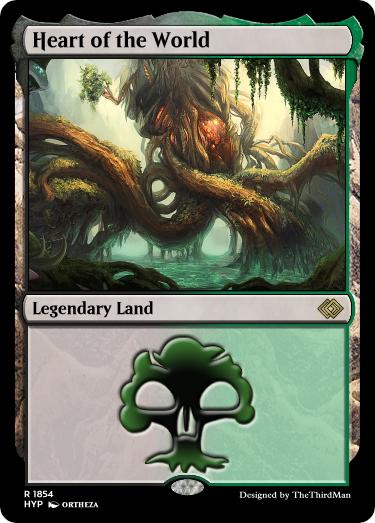 Heart of the World
Legendary Land
R 1854
HYP ORTHEZA
Designed by TheThirdMan